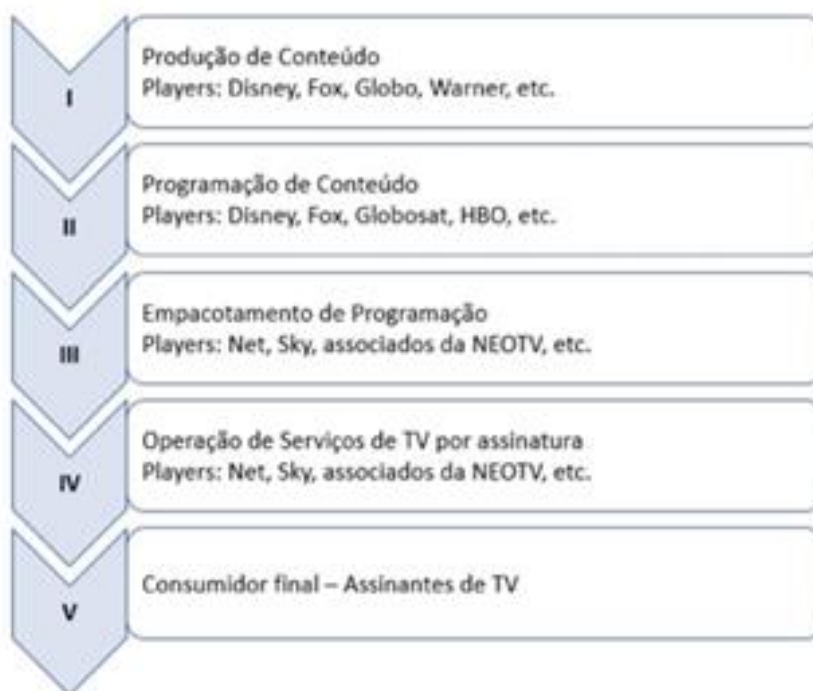 I
Produção de Conteúdo
Players: Disney, Fox, Globo, Warner, etc.
II
Programação de Conteúdo
Players: Disney, Fox, Globosat, HBO, etc.
III
Empacotamento de Programação
Players: Net, Sky, associados da NEOTV, etc.
IV
Operação de Serviços de TV por assinatura
Players: Net, Sky, associados da NEOTV, etc.
V
Consumidor final – Assinantes de TV